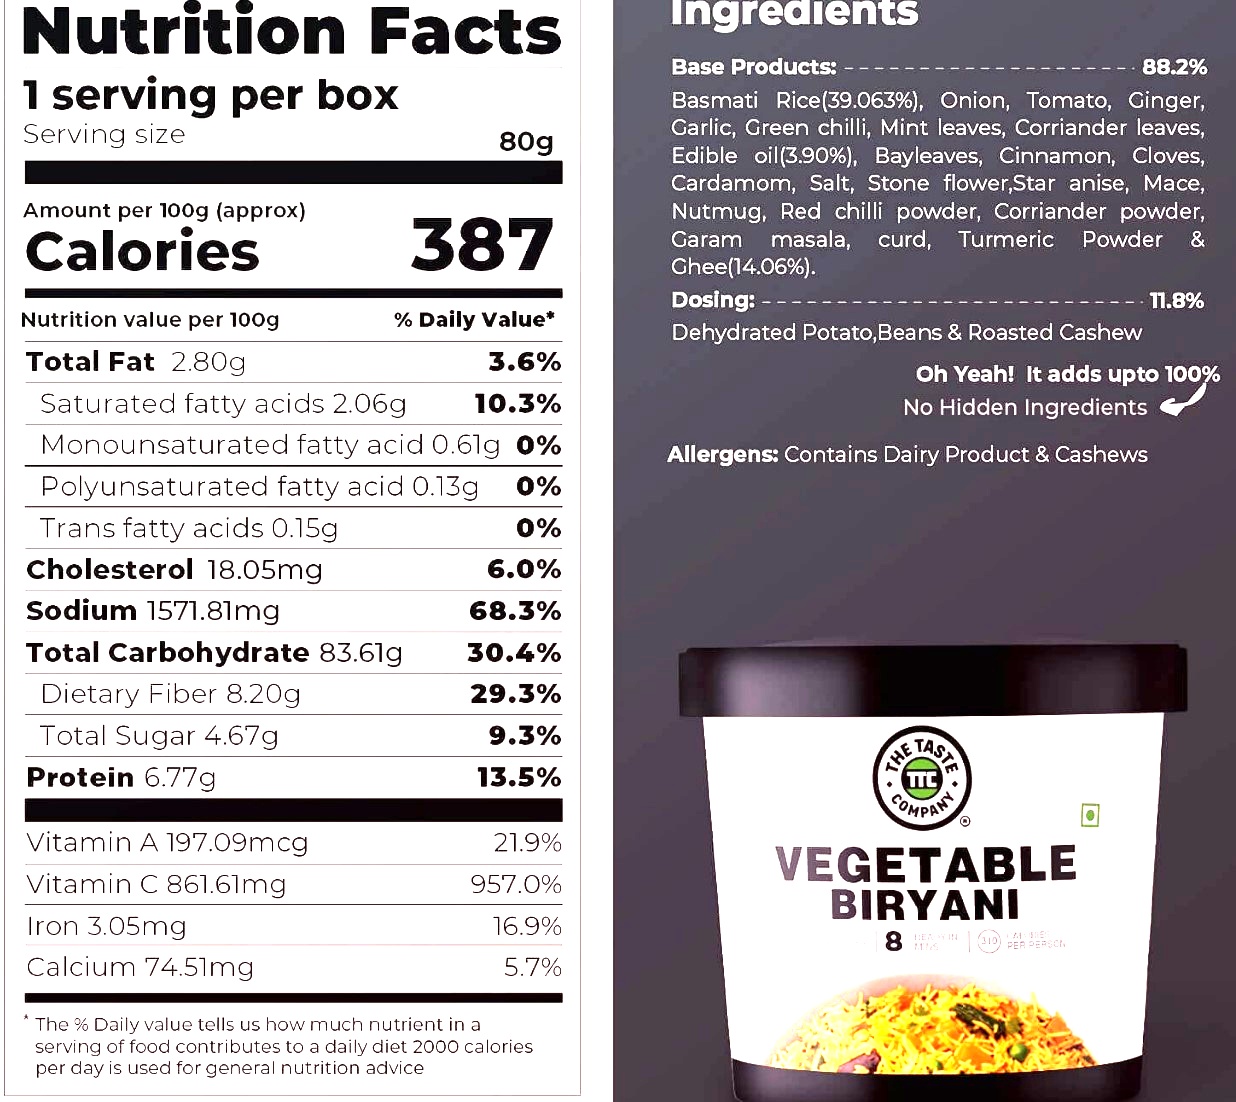 Nutrition Facts
1 serving per box
Serving size
80g
Amount per 100g (approx)
Calories 387
Nutrition value per 100g % Daily Value*
Total Fat 2.80g 3.6%
Saturated fatty acids 2.06g 10.3%
Monounsaturated fatty acid 0.61g 0%
Polyunsaturated fatty acid 0.13g 0%
Trans fatty acids 0.15g 0%
Cholesterol 18.05mg 6.0%
Sodium 1571.81mg 68.3%
Total Carbohydrate 83.61g 30.4%
Dietary Fiber 8.20g 29.3%
Total Sugar 4.67g 9.3%
Protein 6.77g 13.5%
Vitamin A 197.09mcg 21.9%
Vitamin C 861.61mg 957.0%
Iron 3.05mg 16.9%
Calcium 74.51mg 5.7%
* The % Daily value tells us how much nutrient in a
serving of food contributes to a daily diet 2000 calories
per day is used for general nutrition advice
Ingredients
Base Products: 88.2%
Basmati Rice(39.063%), Onion, Tomato, Ginger,
Garlic, Green chilli, Mint leaves, Corriander leaves,
Edible oil(3.90%), Bayleaves, Cinnamon, Cloves,
Cardamom, Salt, Stone flower,Star anise, Mace,
Nutmug, Red chilli powder, Corriander powder,
Garam masala, curd, Turmeric Powder &
Ghee(14.06%).
Dosing: 11.8%
Dehydrated Potato,Beans & Roasted Cashew
Oh Yeah! It adds upto 100%
No Hidden Ingredients
Allergens: Contains Dairy Product & Cashews
THE TASTE
TTC
COMPANY
®
VEGETABLE
BIRYANI
8
310
PER PERSON